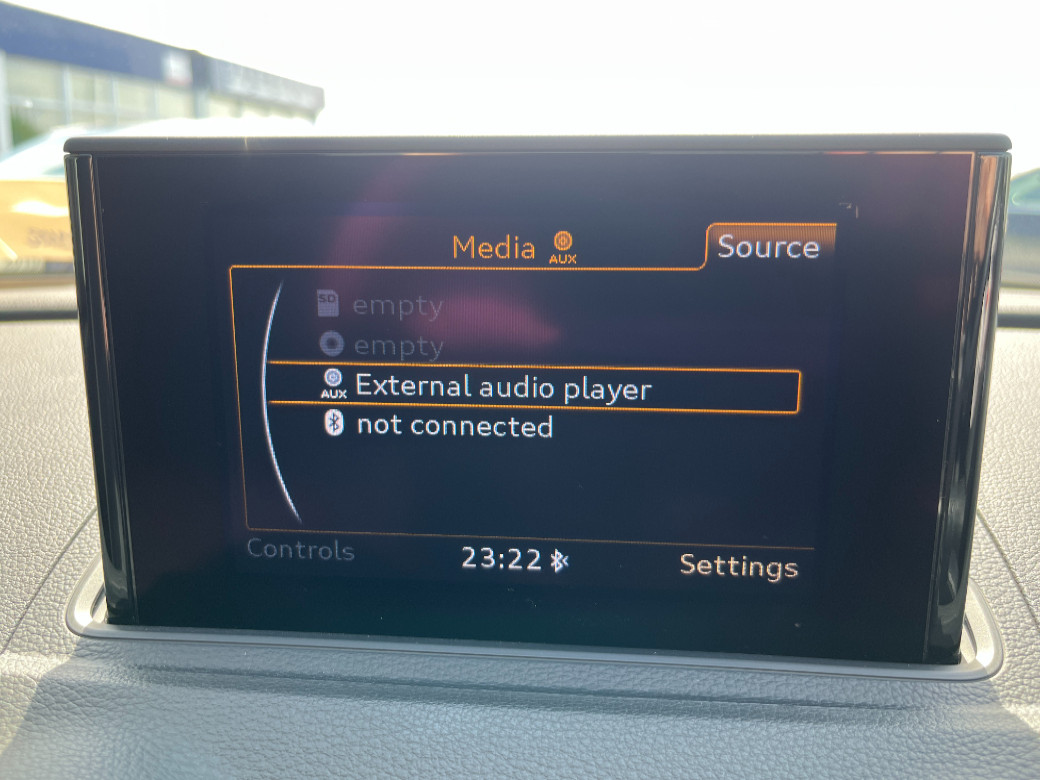 Media AUX Source
SD empty
empty
AUX External audio player
not connected
Controls 23:22 Settings